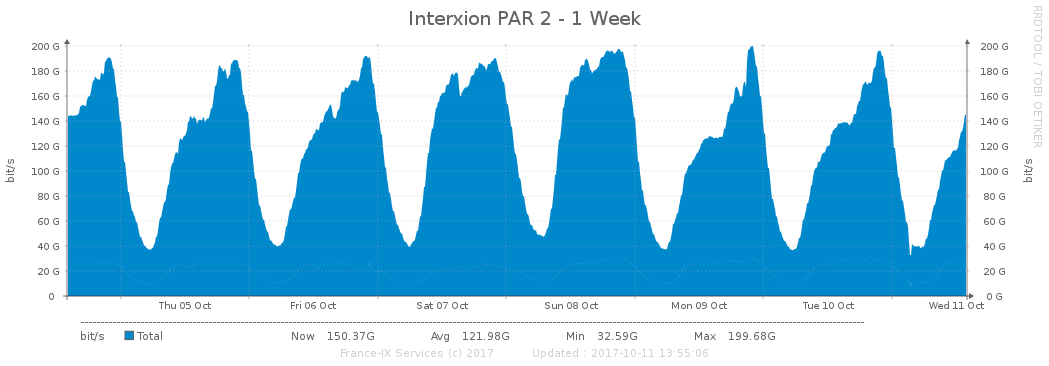 Interxion PAR 2 - 1 Week
RRDTOOL / TOBI OETIKER
200 G 200 G
180 G 180 G
160 G 160 G
140 G 140 G
120 G 120 G
100 G 100 G
80 G 80 G
60 G 60 G
40 G 40 G
20 G 20 G
0 0 G
bit/s bit/s
Thu 05 Oct Fri 06 Oct Sat 07 Oct Sun 08 Oct Mon 09 Oct Tue 10 Oct Wed 11 Oct
bit/s Total Now 150.37G Avg 121.98G Min 32.59G Max 199.68G
France-IX Services (c) 2017 Updated : 2017-10-11 13:55:06